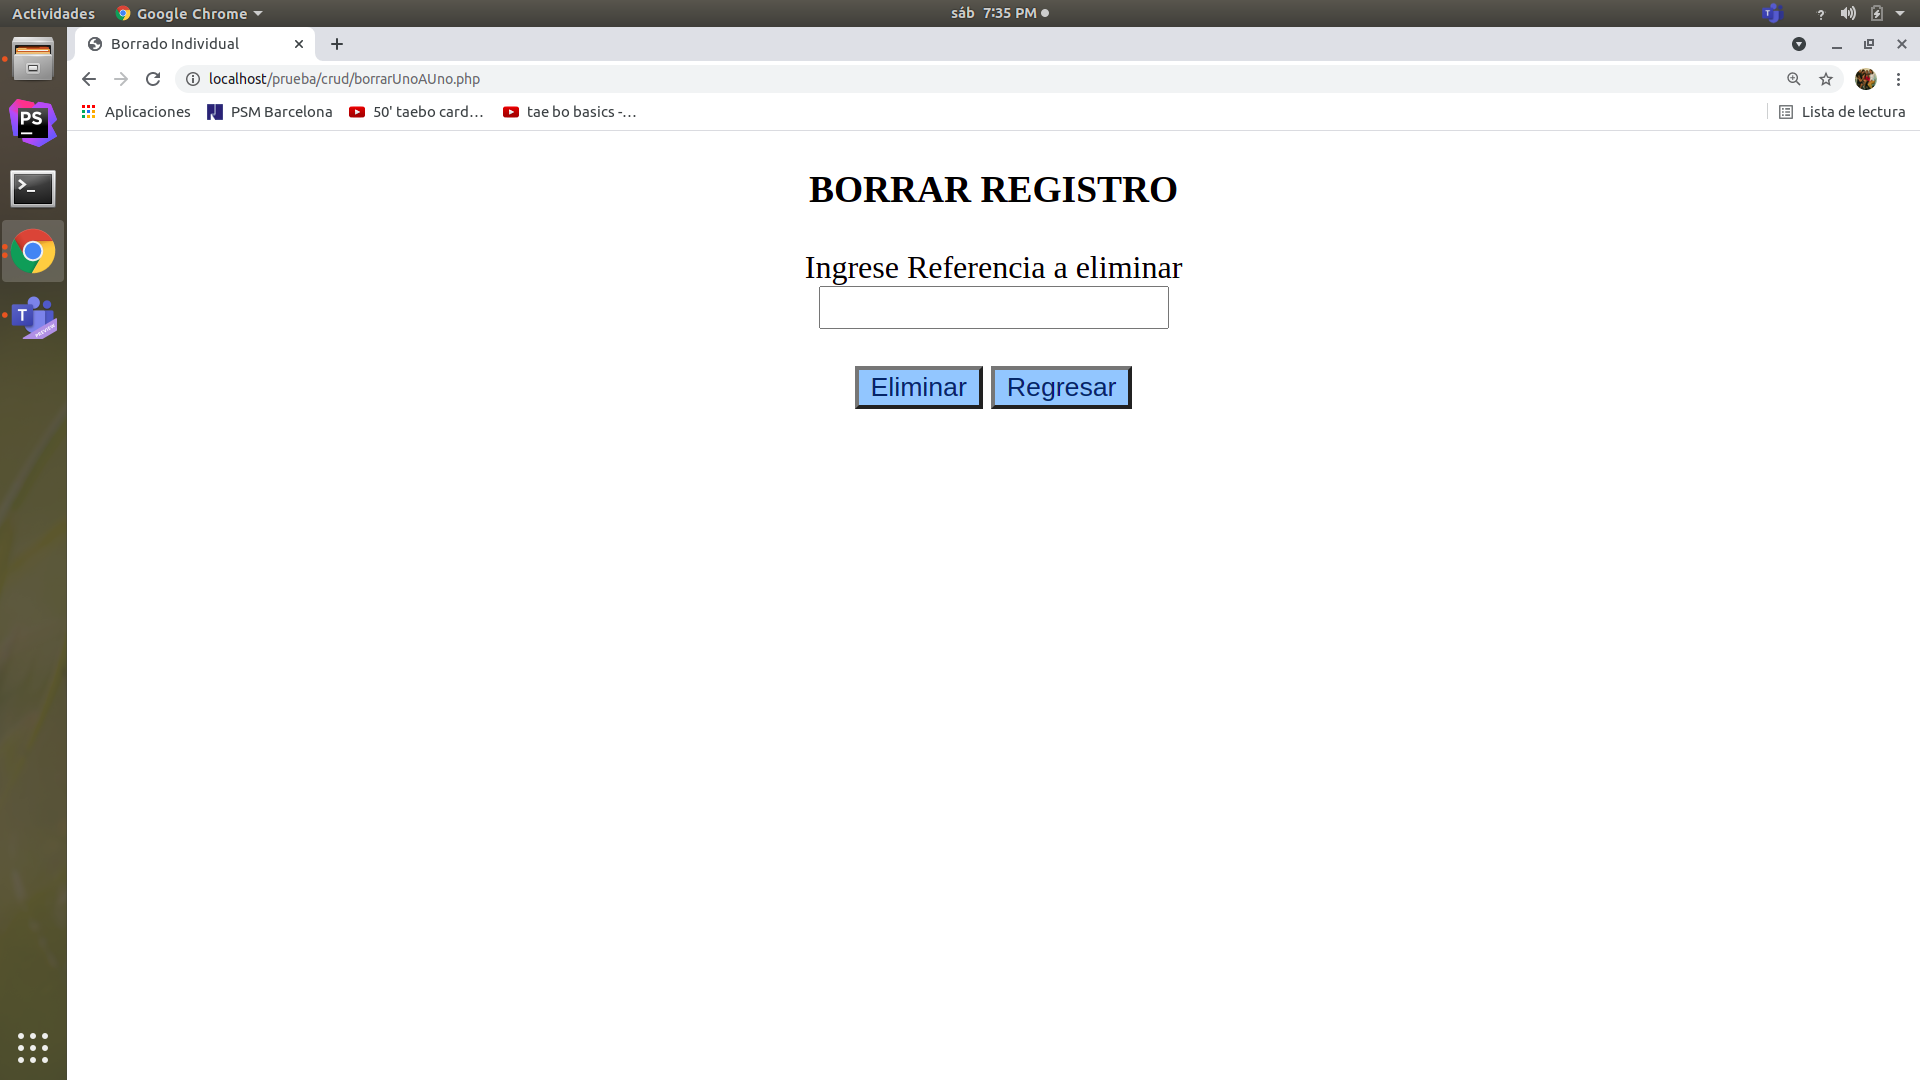 Actividades Google Chrome sáb 7:35 PM ?
Borrado Individual
localhost/prueba/crud/borrarUnoAUno.php
Aplicaciones PSM Barcelona 50' taebo card… tae bo basics -… Lista de lectura
PS
BORRAR REGISTRO
Ingrese Referencia a eliminar
Eliminar Regresar
T
PREVIEW